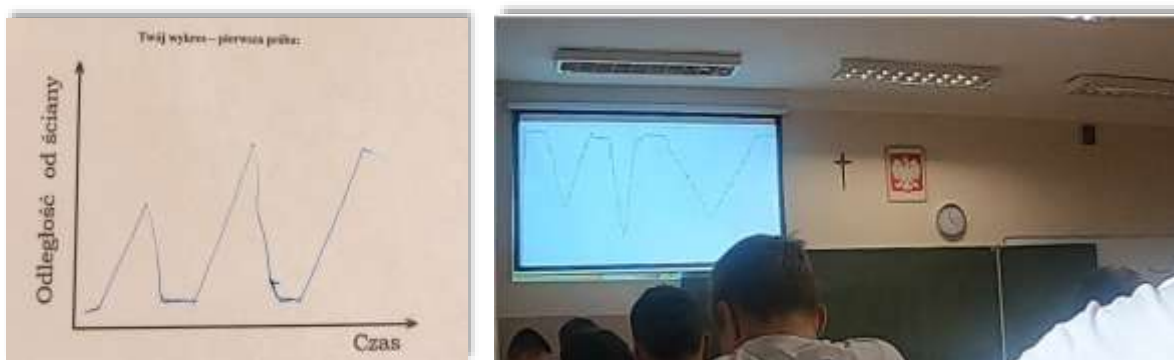 Twój wykres – pierwsza próba:
Odległość od ściany
Czas